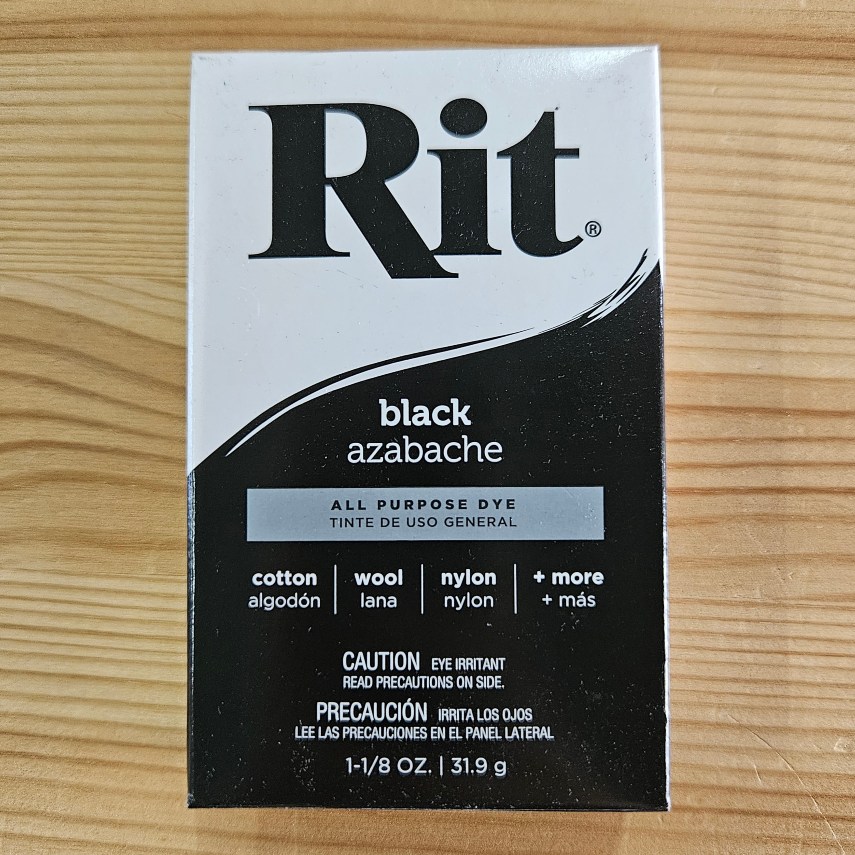 Rit®
black
azabache
ALL PURPOSE DYE
TINTE DE USO GENERAL
cotton | wool | nylon | + more
algodón | lana | nylon | + más
CAUTION EYE IRRITANT
READ PRECAUTIONS ON SIDE.
PRECAUCIÓN IRRITA LOS OJOS
LEE LAS PRECAUCIONES EN EL PANEL LATERAL
1-1/8 OZ. | 31.9 g